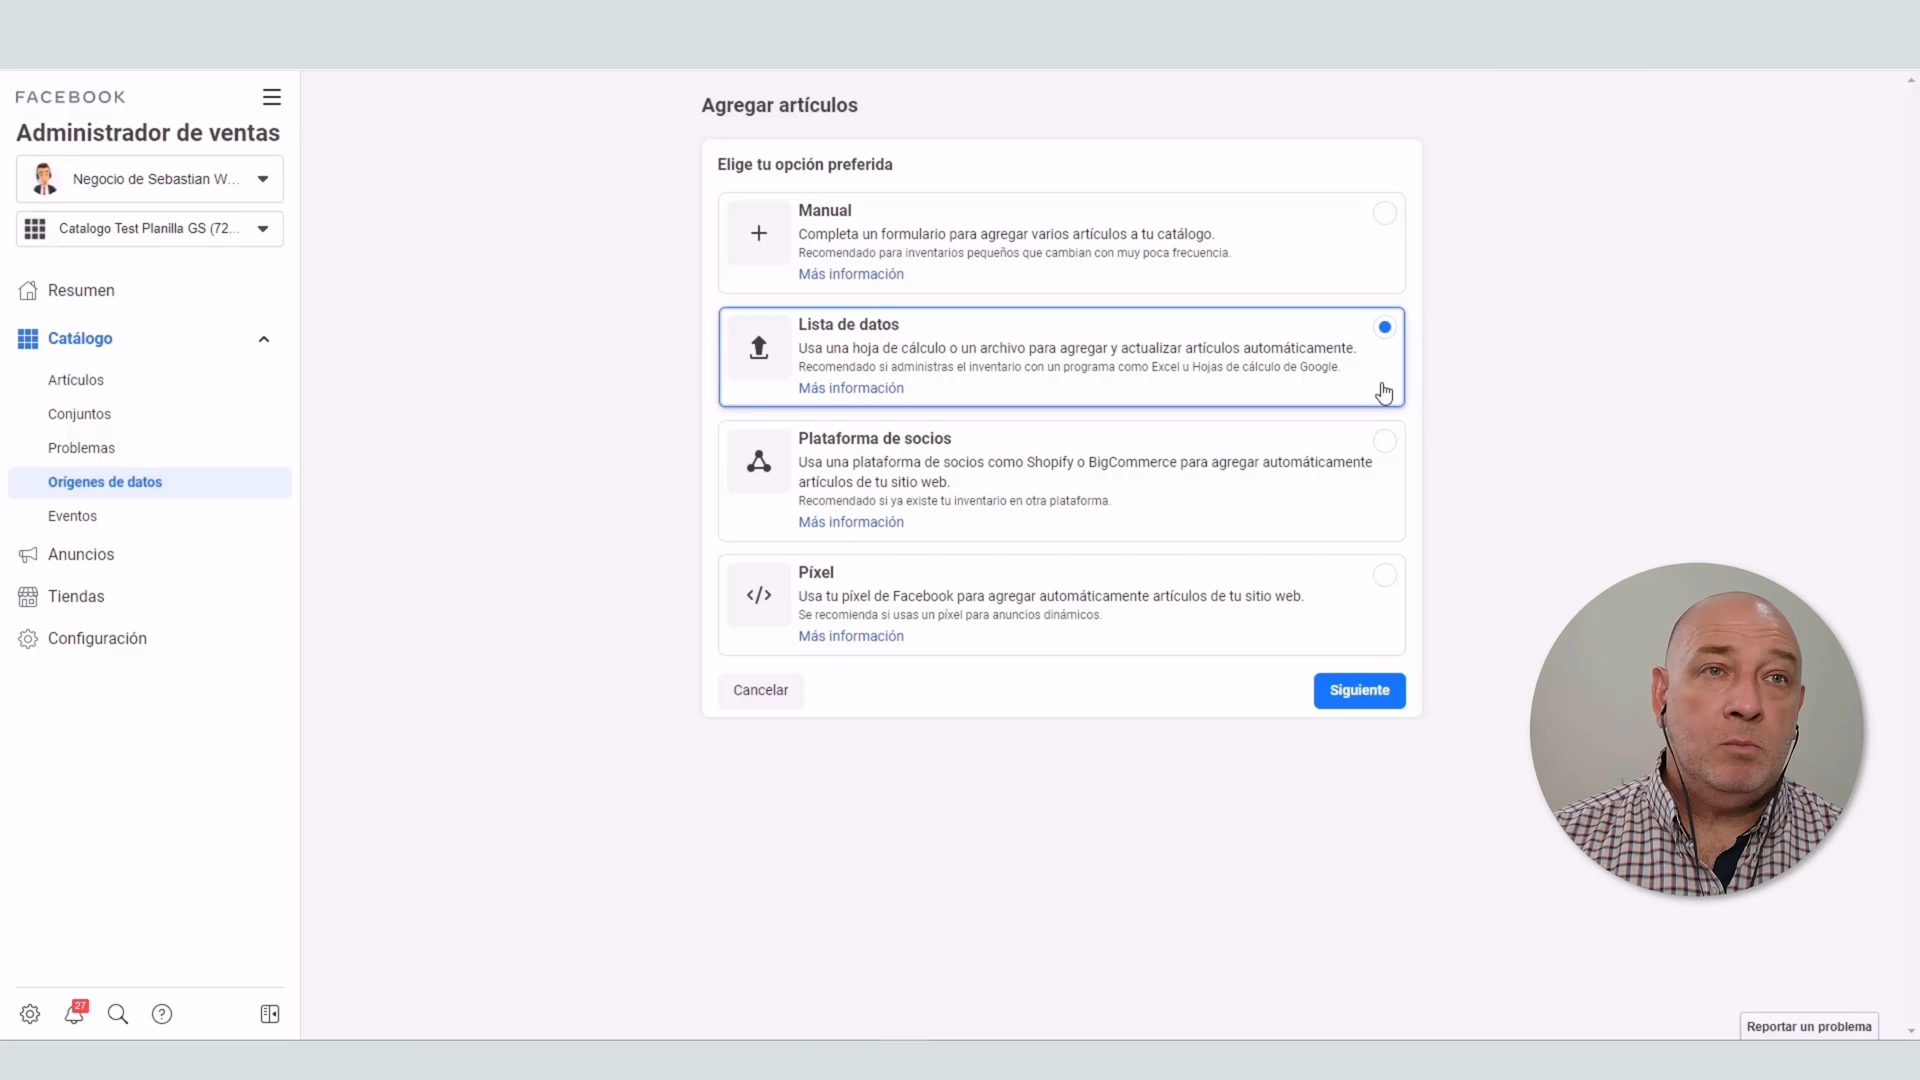 FACEBOOK
Administrador de ventas
Negocio de Sebastian W...
Catalogo Test Planilla GS (72...
Resumen
Catálogo
Artículos
Conjuntos
Problemas
Orígenes de datos
Eventos
Anuncios
Tiendas
Configuración
27
Agregar artículos
Elige tu opción preferida
Manual
Completa un formulario para agregar varios artículos a tu catálogo.
Recomendado para inventarios pequeños que cambian con muy poca frecuencia.
Más información
Lista de datos
Usa una hoja de cálculo o un archivo para agregar y actualizar artículos automáticamente.
Recomendado si administras el inventario con un programa como Excel u Hojas de cálculo de Google.
Más información
Plataforma de socios
Usa una plataforma de socios como Shopify o BigCommerce para agregar automáticamente
artículos de tu sitio web.
Recomendado si ya existe tu inventario en otra plataforma.
Más información
Píxel
Usa tu píxel de Facebook para agregar automáticamente artículos de tu sitio web.
Se recomienda si usas un píxel para anuncios dinámicos.
Más información
Cancelar
Siguiente
Reportar un problema